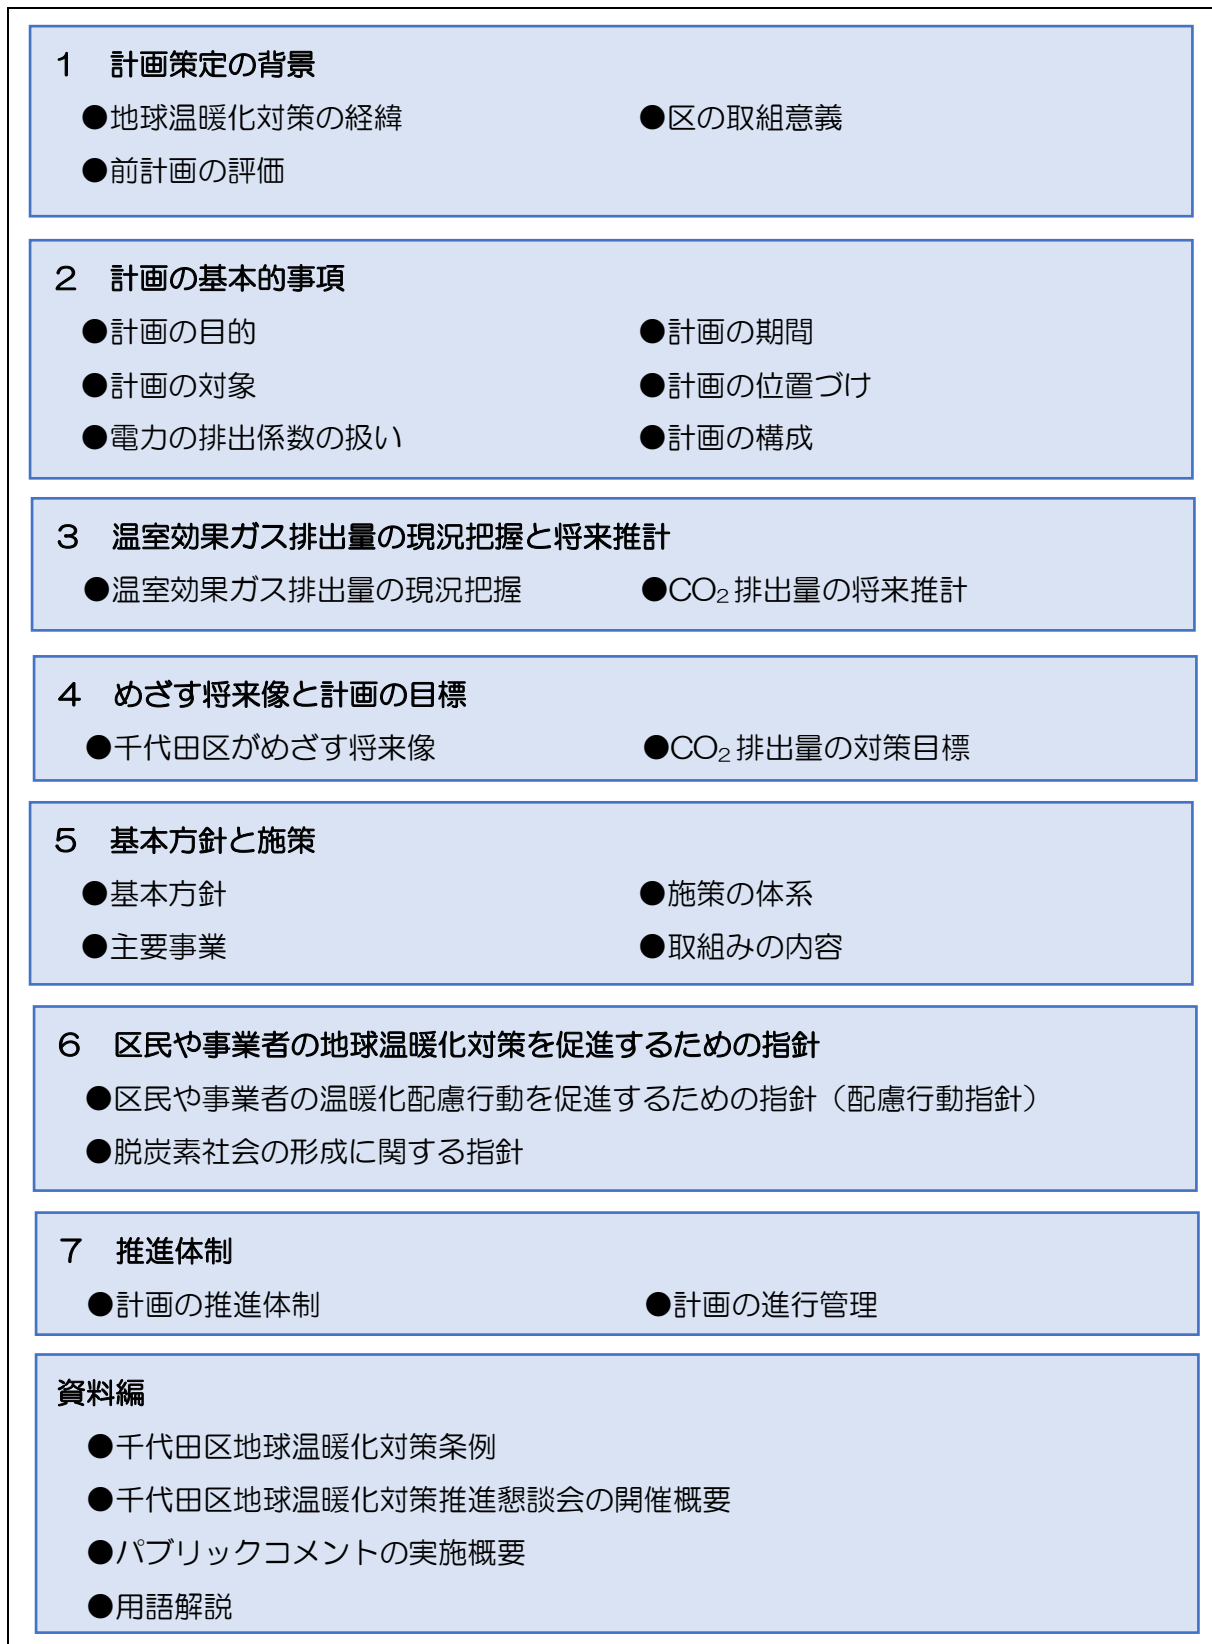 １　計画策定の背景
●地球温暖化対策の経緯　●区の取組意義
●前計画の評価
２　計画の基本的事項
●計画の目的　●計画の期間
●計画の対象　●計画の位置づけ
●電力の排出係数の扱い　●計画の構成
３　温室効果ガス排出量の現況把握と将来推計
●温室効果ガス排出量の現況把握　●CO₂排出量の将来推計
４　めざす将来像と計画の目標
●千代田区がめざす将来像　●CO₂排出量の対策目標
５　基本方針と施策
●基本方針　●施策の体系
●主要事業　●取組みの内容
６　区民や事業者の地球温暖化対策を促進するための指針
●区民や事業者の温暖化配慮行動を促進するための指針（配慮行動指針）
●脱炭素社会の形成に関する指針
７　推進体制
●計画の推進体制　●計画の進行管理
資料編
●千代田区地球温暖化対策条例
●千代田区地球温暖化対策推進懇談会の開催概要
●パブリックコメントの実施概要
●用語解説